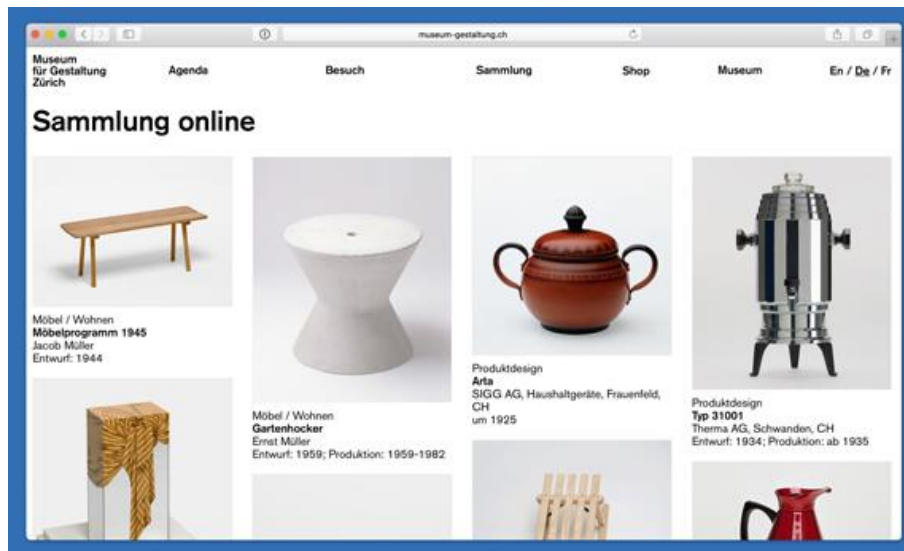 museum-gestaltung.ch
Museum
für Gestaltung
Zürich
Agenda
Besuch
Sammlung
Shop
Museum
En / De / Fr
Sammlung online
Möbel / Wohnen
Möbelprogramm 1945
Jacob Müller
Entwurf: 1944
Möbel / Wohnen
Gartenhocker
Ernst Müller
Entwurf: 1959; Produktion: 1959-1982
Produktdesign
Arta
SIGG AG, Haushaltgeräte, Frauenfeld,
CH
um 1925
Produktdesign
Typ 31001
Therma AG, Schwanden, CH
Entwurf: 1934; Produktion: ab 1935